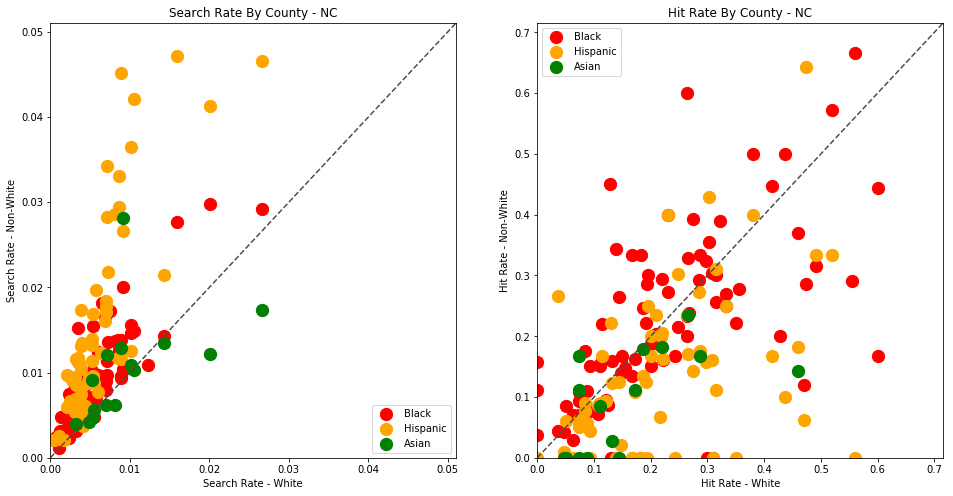 Search Rate By County - NC
Search Rate - Non-White
0.05
0.04
0.03
0.02
0.01
0.00
0.00 0.01 0.02 0.03 0.04 0.05
Search Rate - White
Black
Hispanic
Asian
Hit Rate By County - NC
Hit Rate - Non-White
0.7
0.6
0.5
0.4
0.3
0.2
0.1
0.0
0.0 0.1 0.2 0.3 0.4 0.5 0.6 0.7
Hit Rate - White
Black
Hispanic
Asian